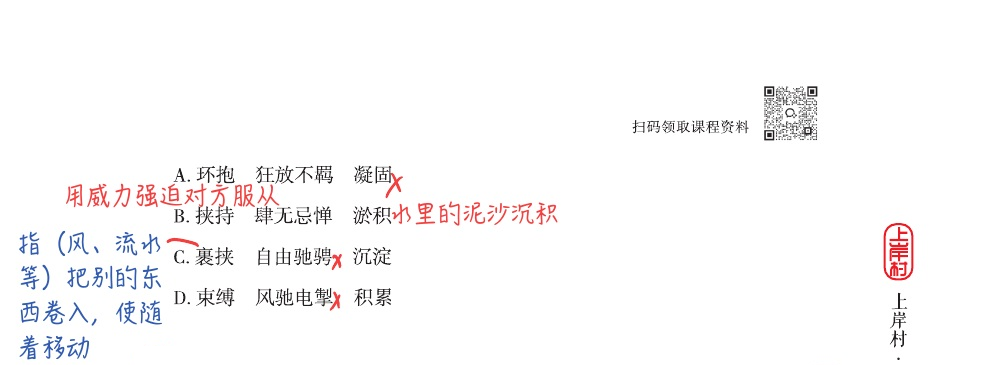 扫码领取课程资料
A. 环抱 狂放不羁 凝固x
用威力强迫对方服从
B. 挟持 肆无忌惮 淤积水里的泥沙沉积
C. 裹挟 自由驰骋x 沉淀
D. 束缚 风驰电掣x 积累
指（风、流水
等）把别的东
西卷入，使随
着移动
上岸村
上岸村·